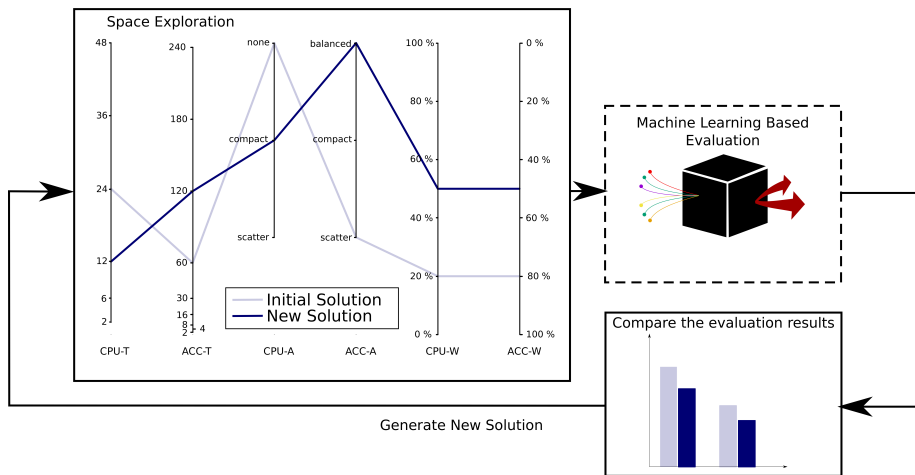 Space Exploration
48
36
24
12
6
2
CPU-T
240
180
120
60
30
16
8
4
2
ACC-T
none
compact
scatter
CPU-A
balanced
compact
scatter
ACC-A
100 %
80 %
60 %
40 %
20 %
0 %
CPU-W
0 %
20 %
40 %
60 %
80 %
100 %
ACC-W
Initial Solution
New Solution
Machine Learning Based
Evaluation
Compare the evaluation results
Generate New Solution